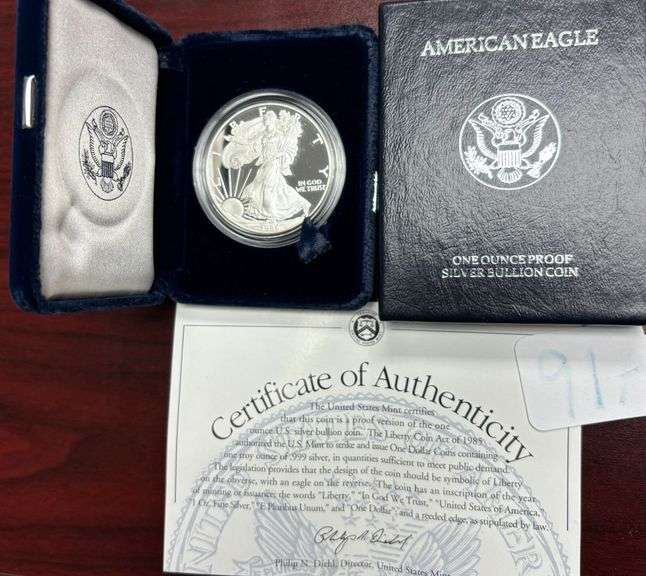 IN GOD
WE TRUST
AMERICAN EAGLE
ONE OUNCE PROOF
SILVER BULLION COIN
Certificate of Authenticity
The United States Mint certifies
that this coin is a proof version of the one
ounce U.S. silver bullion coin. The Liberty Coin Act of 1985
authorized the U.S. Mint to strike and issue One Dollar Coins containing
one troy ounce of .999 silver, in quantities sufficient to meet public demand.
The legislation provides that the design of the coin should be symbolic of Liberty
on the obverse, with an eagle on the reverse. The coin has an inscription of the year
of minting or issuance; the words "Liberty," "In God We Trust," "United States of America,"
"1 Oz. Fine Silver," "E Pluribus Unum," and "One Dollar"; and a reeded edge, as stipulated by law.
Philip N. Diehl
Philip N. Diehl, Director, United States Mint